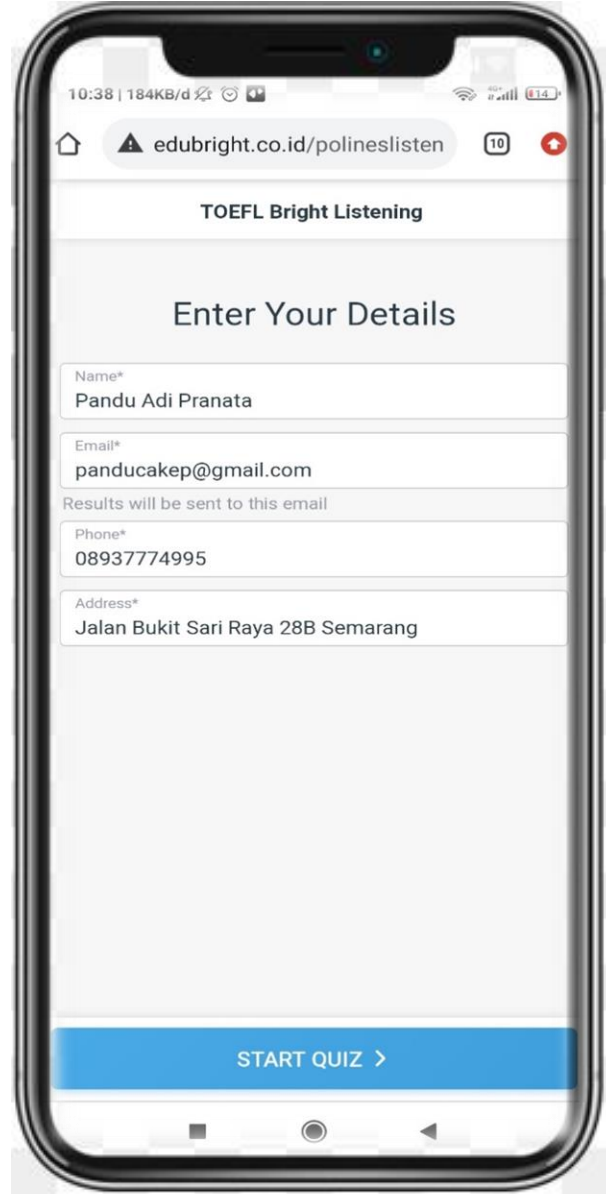 10:38 | 184KB/d
4G+
14
edubright.co.id/polineslisten
10
TOEFL Bright Listening
Enter Your Details
Name*
Pandu Adi Pranata
Email*
panducakep@gmail.com
Results will be sent to this email
Phone*
08937774995
Address*
Jalan Bukit Sari Raya 28B Semarang
START QUIZ >